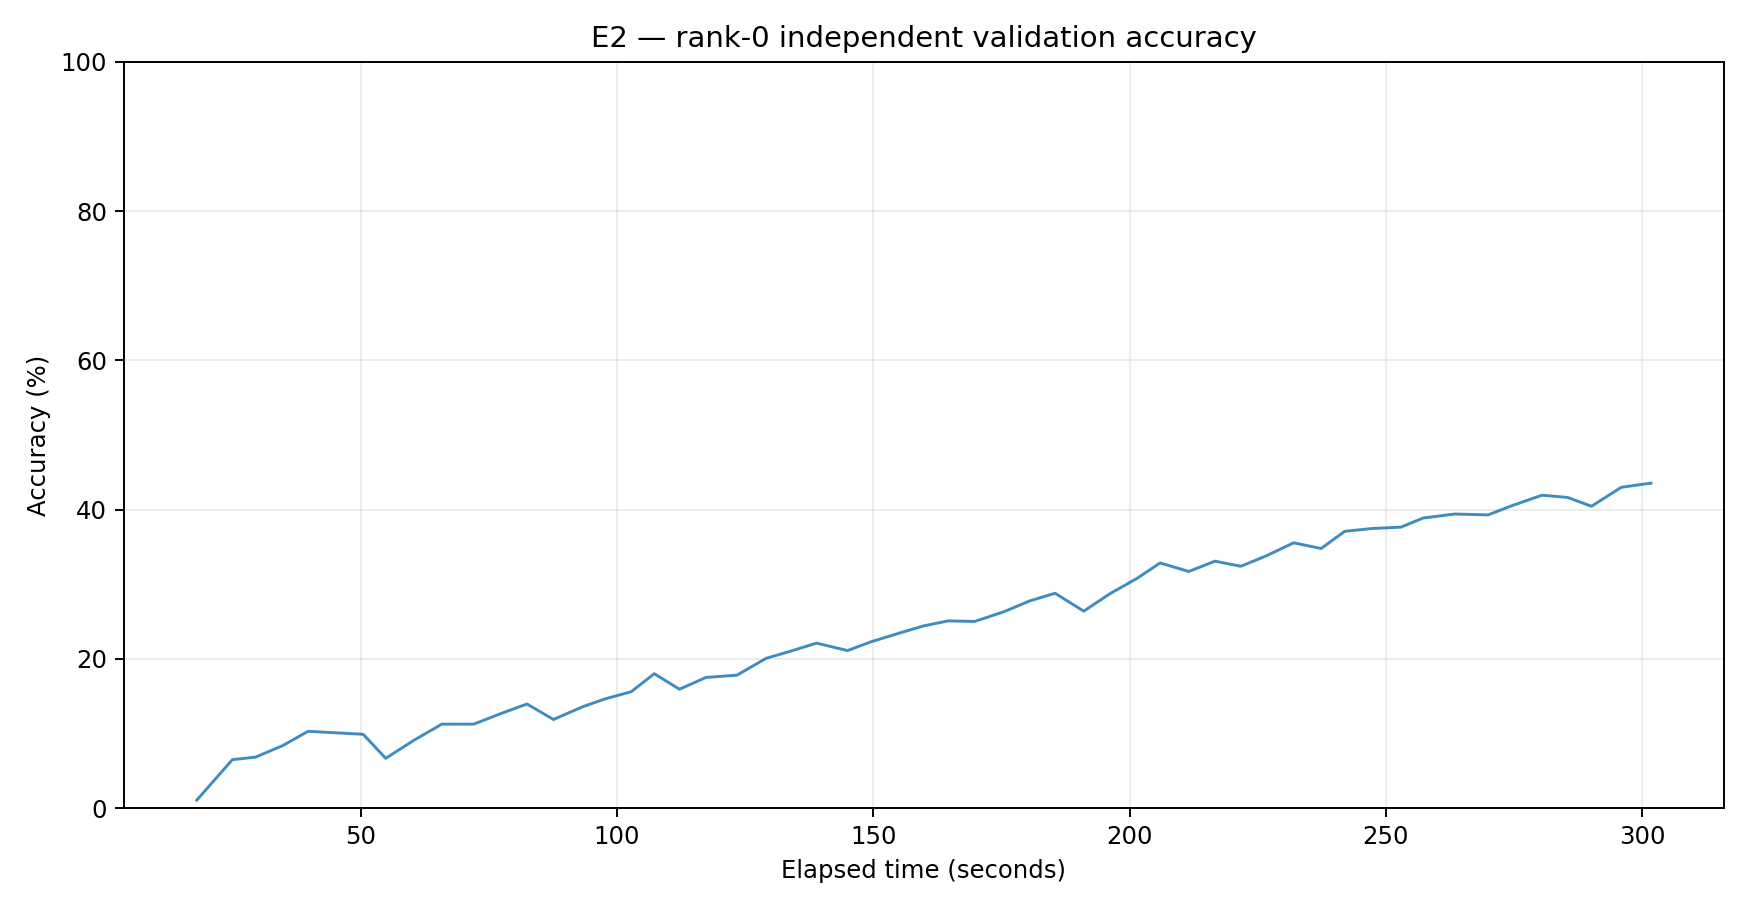 E2 — rank-0 independent validation accuracy
100
80
60
40
20
0
Accuracy (%)
50 100 150 200 250 300
Elapsed time (seconds)